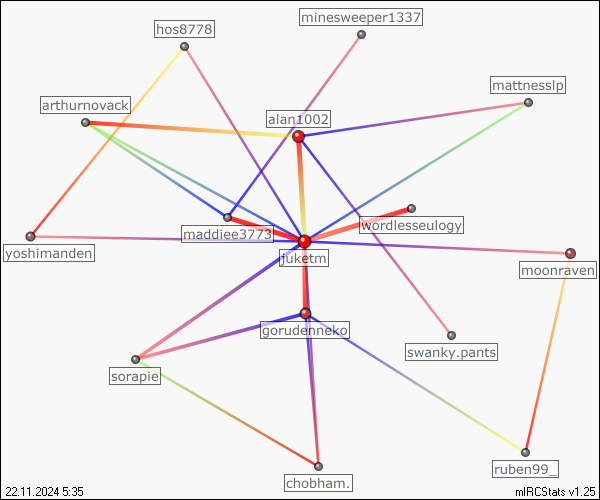 minesweeper1337
hos8778
mattnesslp
arthurnovack
alan1002
wordlesseulogy
maddiee3773
yoshimanden
juketm
moonraven
gorudenneko
swanky.pants
sorapie
ruben99_
chobham.
22.11.2024 5:35
mIRCStats v1.25